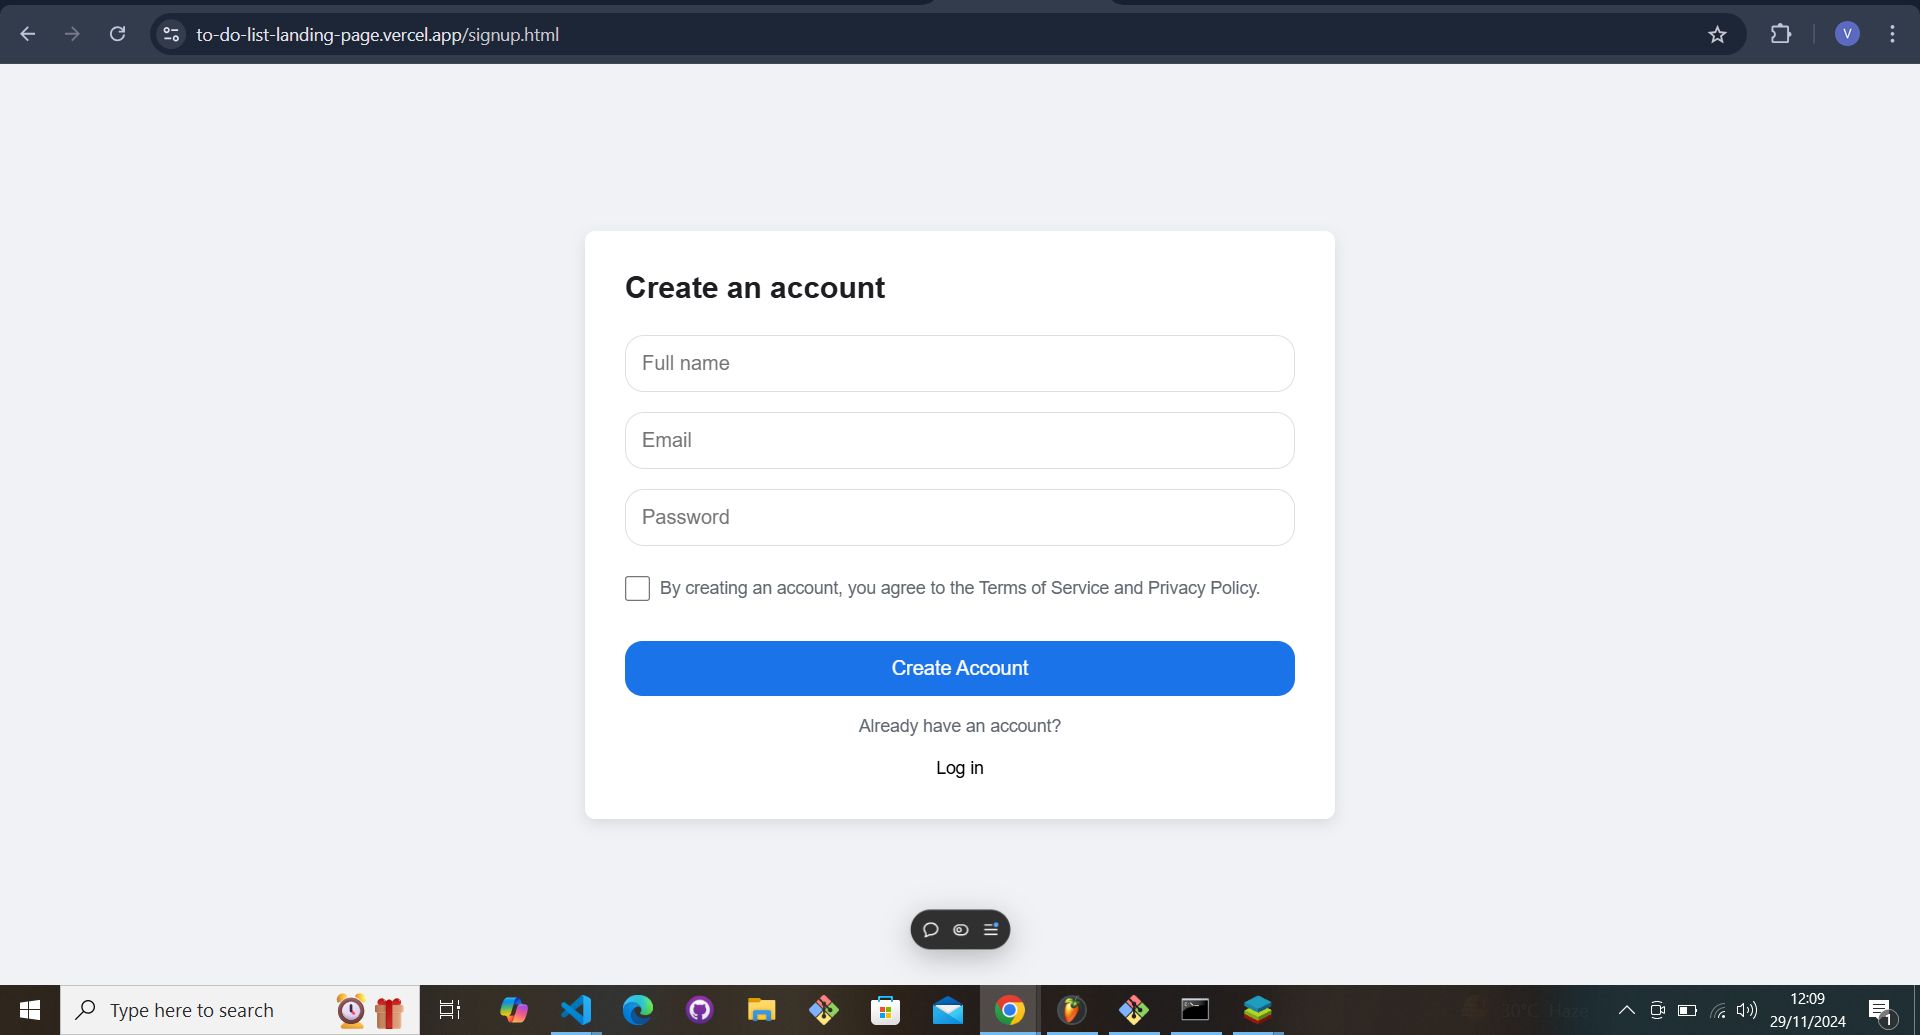 to-do-list-landing-page.vercel.app/signup.html
V
Create an account
Full name
Email
Password
By creating an account, you agree to the Terms of Service and Privacy Policy.
Create Account
Already have an account?
Log in
Type here to search
30°C Haze
12:09
29/11/2024
1